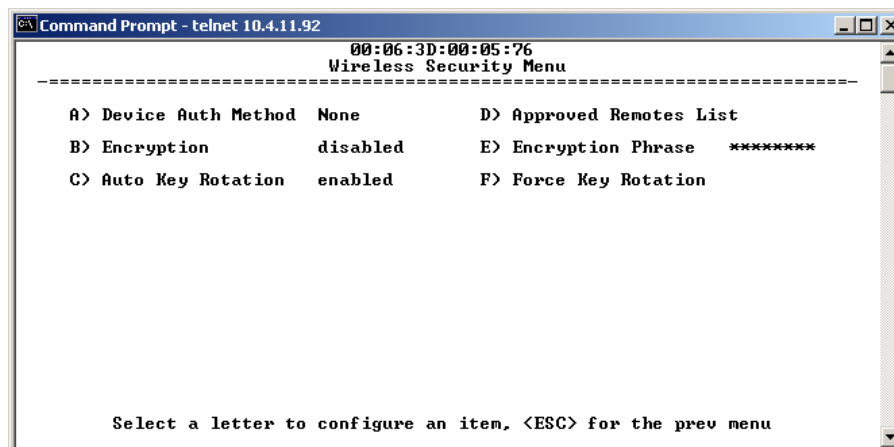 Command Prompt - telnet 10.4.11.92
00:06:3D:00:05:76
Wireless Security Menu
-==========================================================================-
A) Device Auth Method None D) Approved Remotes List
B) Encryption disabled E) Encryption Phrase ********
C) Auto Key Rotation enabled F) Force Key Rotation
Select a letter to configure an item, <ESC> for the prev menu